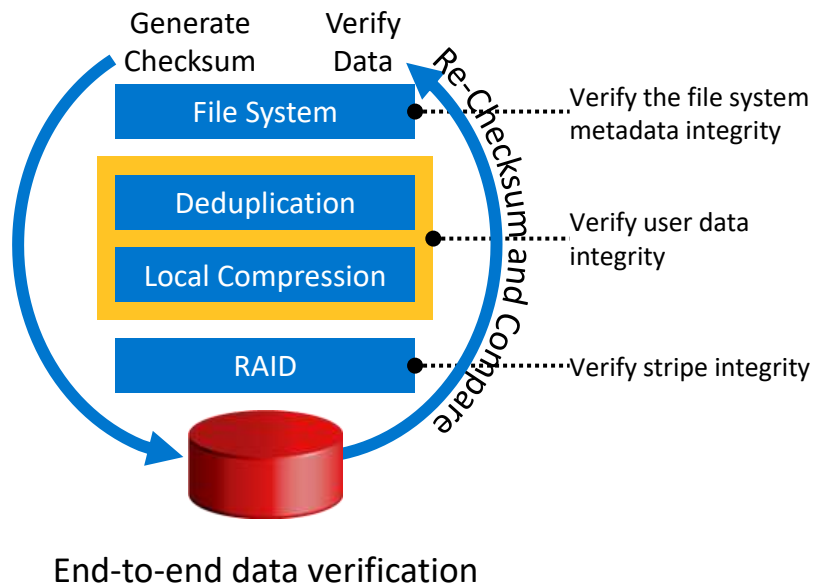 Generate
Checksum
Verify
Data
Re-Checksum and Compare
File System
Verify the file system
metadata integrity
Deduplication
Verify user data
integrity
Local Compression
RAID
Verify stripe integrity
End-to-end data verification